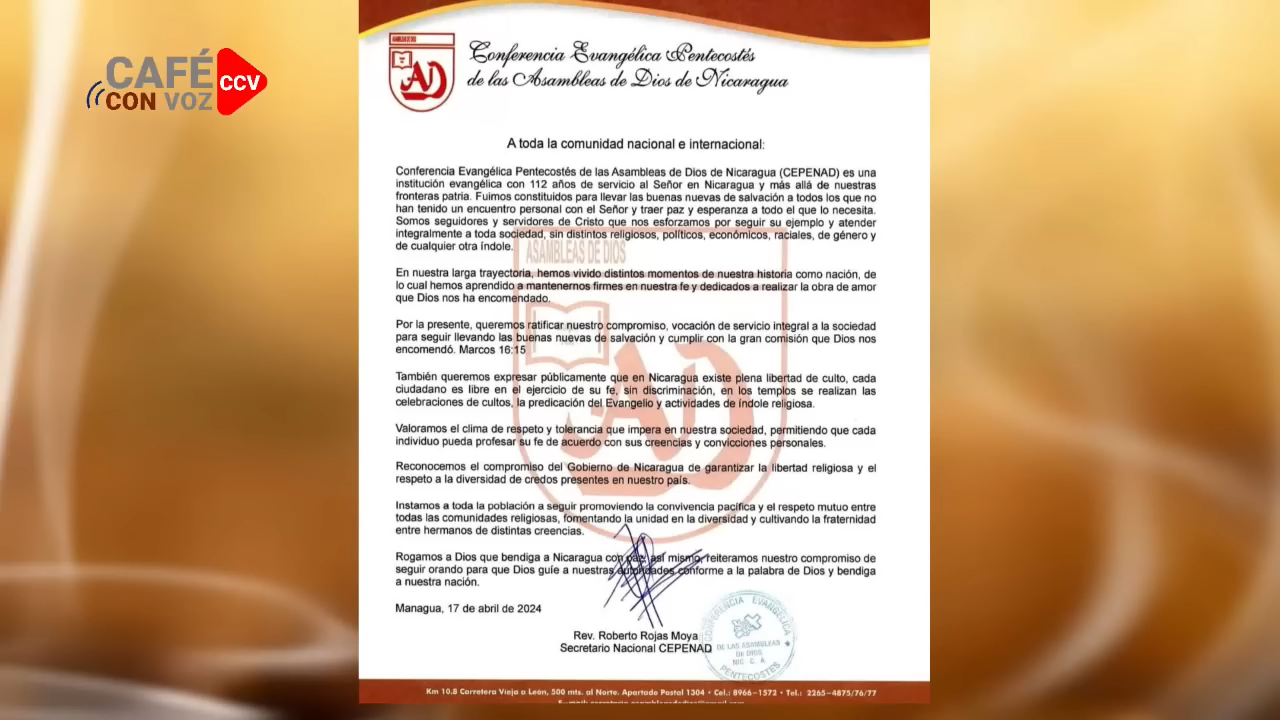 CAFÉ
CON VOZ
CCV
ASAMBLEAS DE DIOS
AD
Conferencia Evangélica Pentecostés
de las Asambleas de Dios de Nicaragua
A toda la comunidad nacional e internacional:
Conferencia Evangélica Pentecostés de las Asambleas de Dios de Nicaragua (CEPENAD) es una
institución evangélica con 112 años de servicio al Señor en Nicaragua y más allá de nuestras
fronteras patria. Fuimos constituidos para llevar las buenas nuevas de salvación a todos los que no
han tenido un encuentro personal con el Señor y traer paz y esperanza a todo el que lo necesita.
Somos seguidores y servidores de Cristo que nos esforzamos por seguir su ejemplo y atender
integralmente a toda sociedad, sin distintos religiosos, políticos, económicos, raciales, de género y
de cualquier otra índole.
ASAMBLEAS DE DIOS
En nuestra larga trayectoria, hemos vivido distintos momentos de nuestra historia como nación, de
lo cual hemos aprendido a mantenernos firmes en nuestra fe y dedicados a realizar la obra de amor
que Dios nos ha encomendado.
Por la presente, queremos ratificar nuestro compromiso, vocación de servicio integral a la sociedad
para seguir llevando las buenas nuevas de salvación y cumplir con la gran comisión que Dios nos
encomendó. Marcos 16:15
También queremos expresar públicamente que en Nicaragua existe plena libertad de culto, cada
ciudadano es libre en el ejercicio de su fe, sin discriminación, en los templos se realizan las
celebraciones de cultos, la predicación del Evangelio y actividades de índole religiosa.
AD
Valoramos el clima de respeto y tolerancia que impera en nuestra sociedad, permitiendo que cada
individuo pueda profesar su fe de acuerdo con sus creencias y convicciones personales.
Reconocemos el compromiso del Gobierno de Nicaragua de garantizar la libertad religiosa y el
respeto a la diversidad de credos presentes en nuestro país.
Instamos a toda la población a seguir promoviendo la convivencia pacífica y el respeto mutuo entre
todas las comunidades religiosas, fomentando la unidad en la diversidad y cultivando la fraternidad
entre hermanos de distintas creencias.
Rogamos a Dios que bendiga a Nicaragua con paz, así mismo, reiteramos nuestro compromiso de
seguir orando para que Dios guíe a nuestras autoridades conforme a la palabra de Dios y bendiga
a nuestra nación.
Managua, 17 de abril de 2024
Rev. Roberto Rojas Moya
Secretario Nacional CEPENAD
CONFERENCIA EVANGÉLICA
DE LAS ASAMBLEAS
DE DIOS
NIC C. A
PENTECOSTÉS
Km 10.8 Carretera Vieja a León, 500 mts. al Norte. Apartado Postal 1304 • Cel.: 8966-1572 • Tel.: 2265-4875/76/77